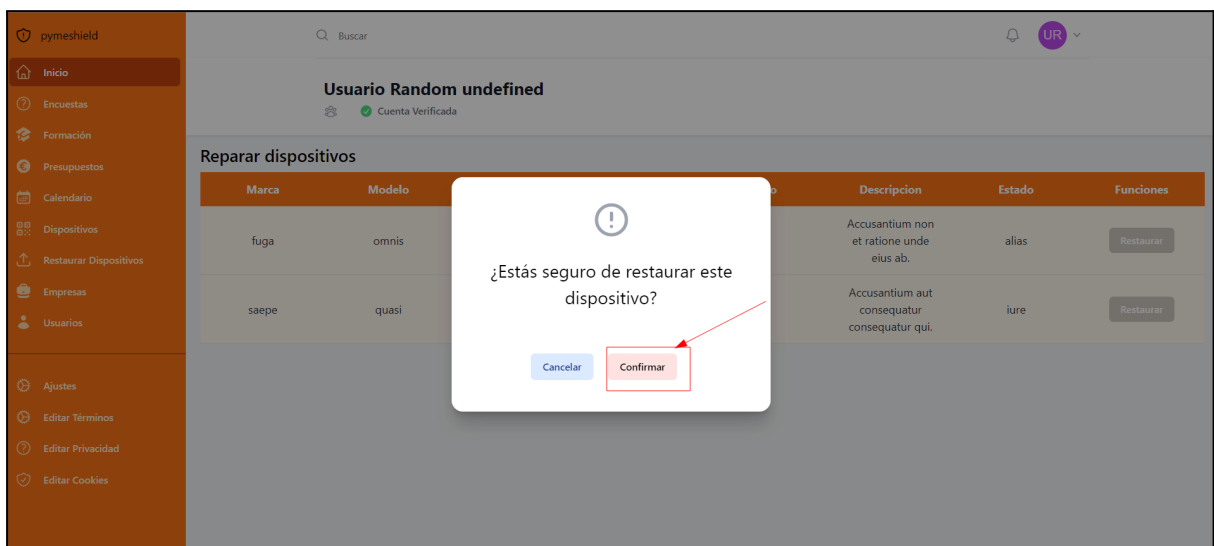 pymeshield
Buscar
UR
Inicio
Encuestas
Formación
Presupuestos
Calendario
Dispositivos
Restaurar Dispositivos
Empresas
Usuarios
Ajustes
Editar Términos
Editar Privacidad
Editar Cookies
Usuario Random undefined
Cuenta Verificada
Reparar dispositivos
Marca Modelo o Descripcion Estado Funciones
fuga omnis Accusantium non
et ratione unde
eius ab. alias Restaurar
saepe quasi Accusantium aut
consequatur
consequatur qui. iure Restaurar
¿Estás seguro de restaurar este
dispositivo?
Cancelar Confirmar